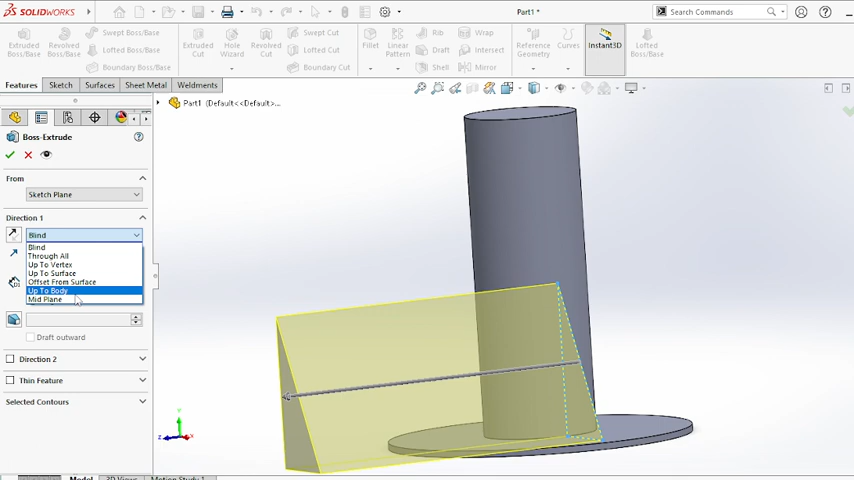 SOLIDWORKS
Part1 *
Search Commands
Extruded Boss/Base
Revolved Boss/Base
Swept Boss/Base
Lofted Boss/Base
Boundary Boss/Base
Extruded Cut
Hole Wizard
Revolved Cut
Swept Cut
Lofted Cut
Boundary Cut
Fillet
Linear Pattern
Rib
Draft
Shell
Wrap
Intersect
Mirror
Reference Geometry
Curves
Instant3D
Lofted Boss/Base
Features
Sketch
Surfaces
Sheet Metal
Weldments
Part1 (Default<<Default>...
Boss-Extrude
From
Sketch Plane
Direction 1
Blind
Blind
Through All
Up To Vertex
Up To Surface
Offset From Surface
Up To Body
Mid Plane
D1
Draft outward
Direction 2
Thin Feature
Selected Contours
Y
Z
X
Model
3D Views
Motion Study 1